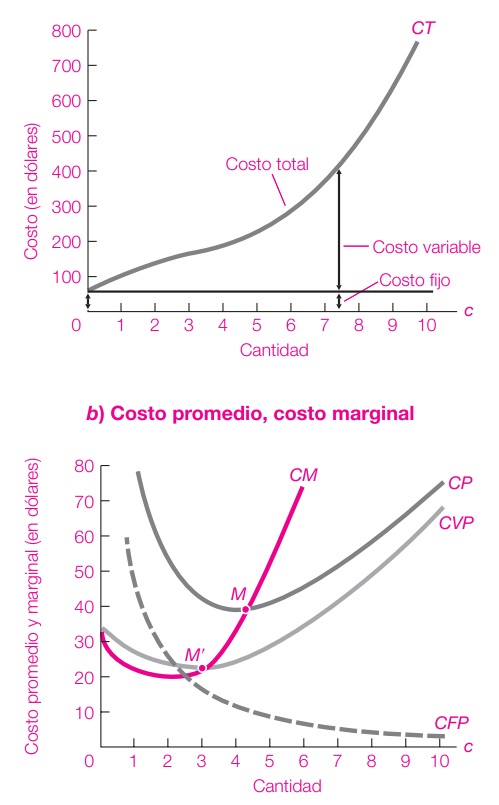 800
CT
700
600
500
400
Costo total
300
200
Costo variable
100
Costo fijo
0 1 2 3 4 5 6 7 8 9 10 c
Cantidad
Costo (en dólares)
b) Costo promedio, costo marginal
80
CM
CP
70
CVP
60
50
M
40
30
M'
20
10
CFP
0 1 2 3 4 5 6 7 8 9 10 c
Cantidad
Costo promedio y marginal (en dólares)